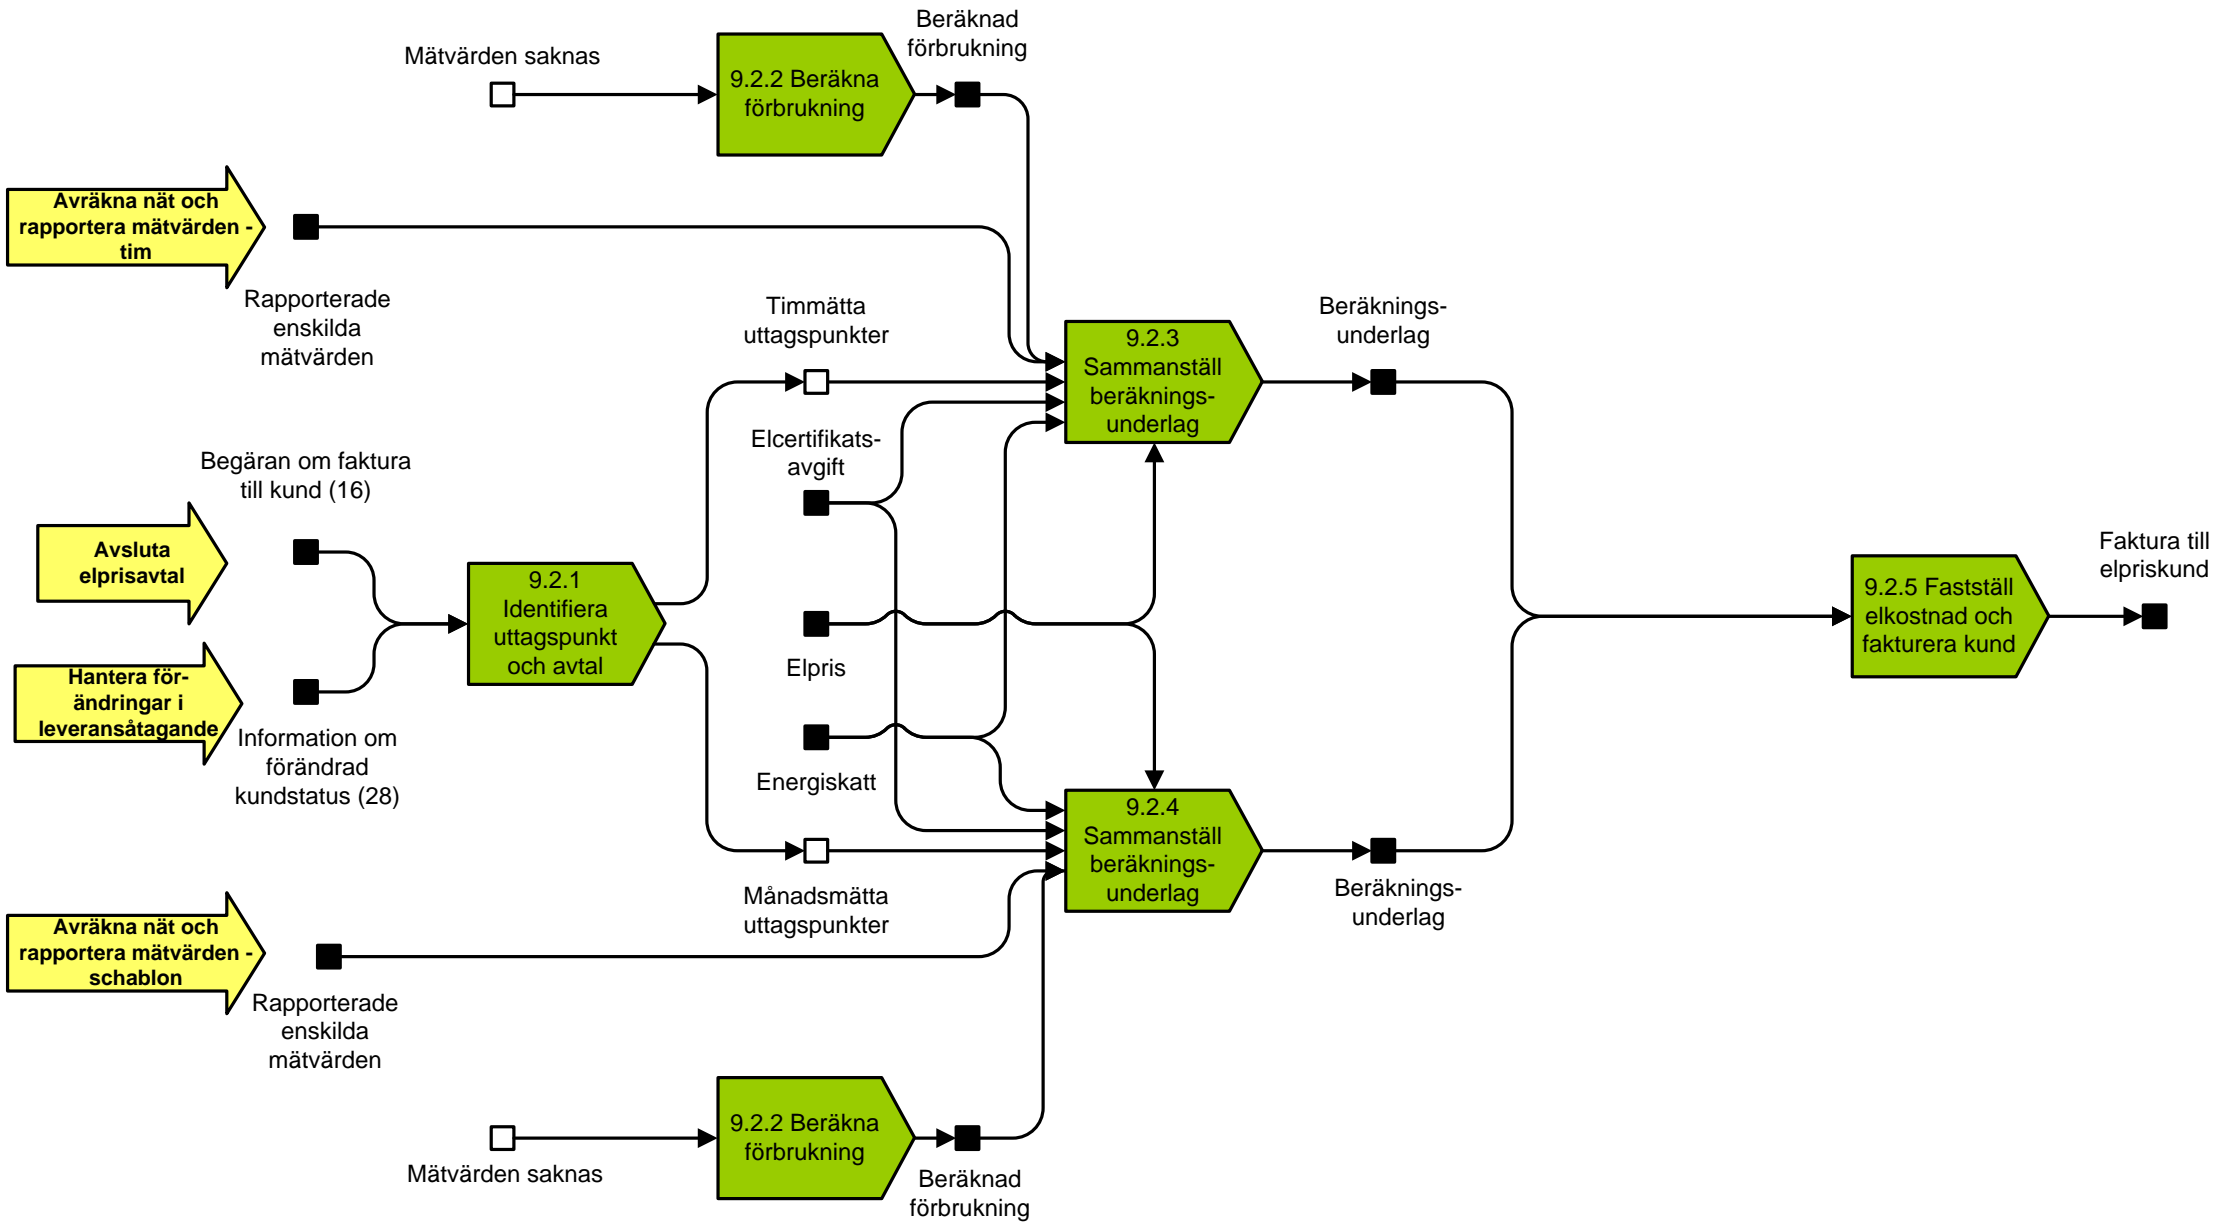 Beräknad
förbrukning
Mätvärden saknas
9.2.2 Beräkna
förbrukning
Avräkna nät och
rapportera mätvärden -
tim
Rapporterade
enskilda
mätvärden
Timmätta
uttagspunkter
9.2.3
Sammanställ
beräknings-
underlag
Beräknings-
underlag
Elcertifikats-
avgift
Begäran om faktura
till kund (16)
Avsluta
elprisavtal
9.2.1
Identifiera
uttagspunkt
och avtal
Elpris
9.2.5 Fastställ
elkostnad och
fakturera kund
Faktura till
elpriskund
Hantera för-
ändringar i
leveransåtagande
Information om
förändrad
kundstatus (28)
Energiskatt
9.2.4
Sammanställ
beräknings-
underlag
Månadsmätta
uttagspunkter
Beräknings-
underlag
Avräkna nät och
rapportera mätvärden -
schablon
Rapporterade
enskilda
mätvärden
9.2.2 Beräkna
förbrukning
Mätvärden saknas
Beräknad
förbrukning